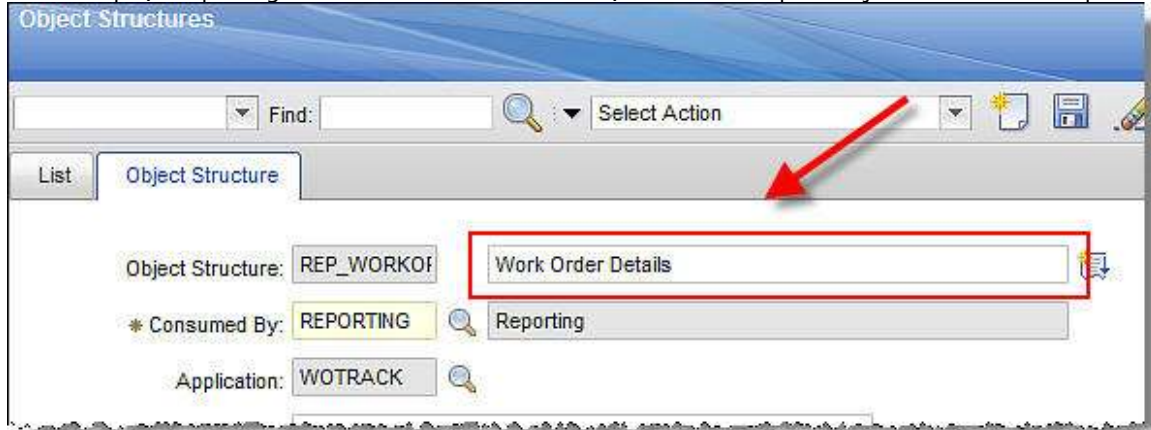 Object Structures
Find: Select Action
List Object Structure
Object Structure: REP_WORKOF Work Order Details
* Consumed By: REPORTING Reporting
Application: WOTRACK